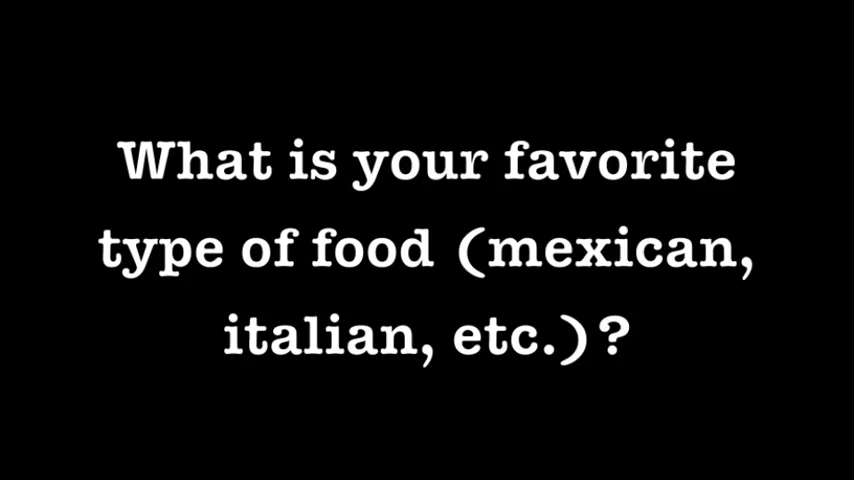 What is your favorite
type of food (mexican,
italian, etc.)?